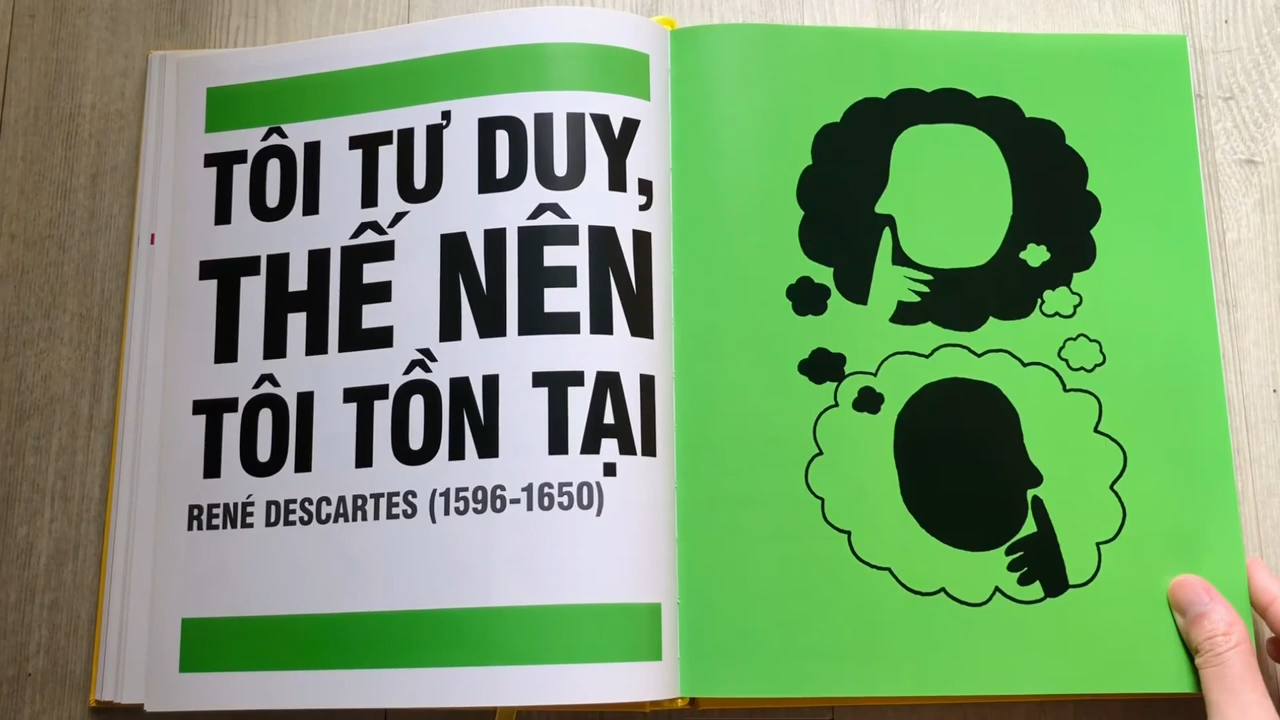 TÔI TƯ DUY,
THẾ NÊN
TÔI TỒN TẠI
RENÉ DESCARTES (1596-1650)